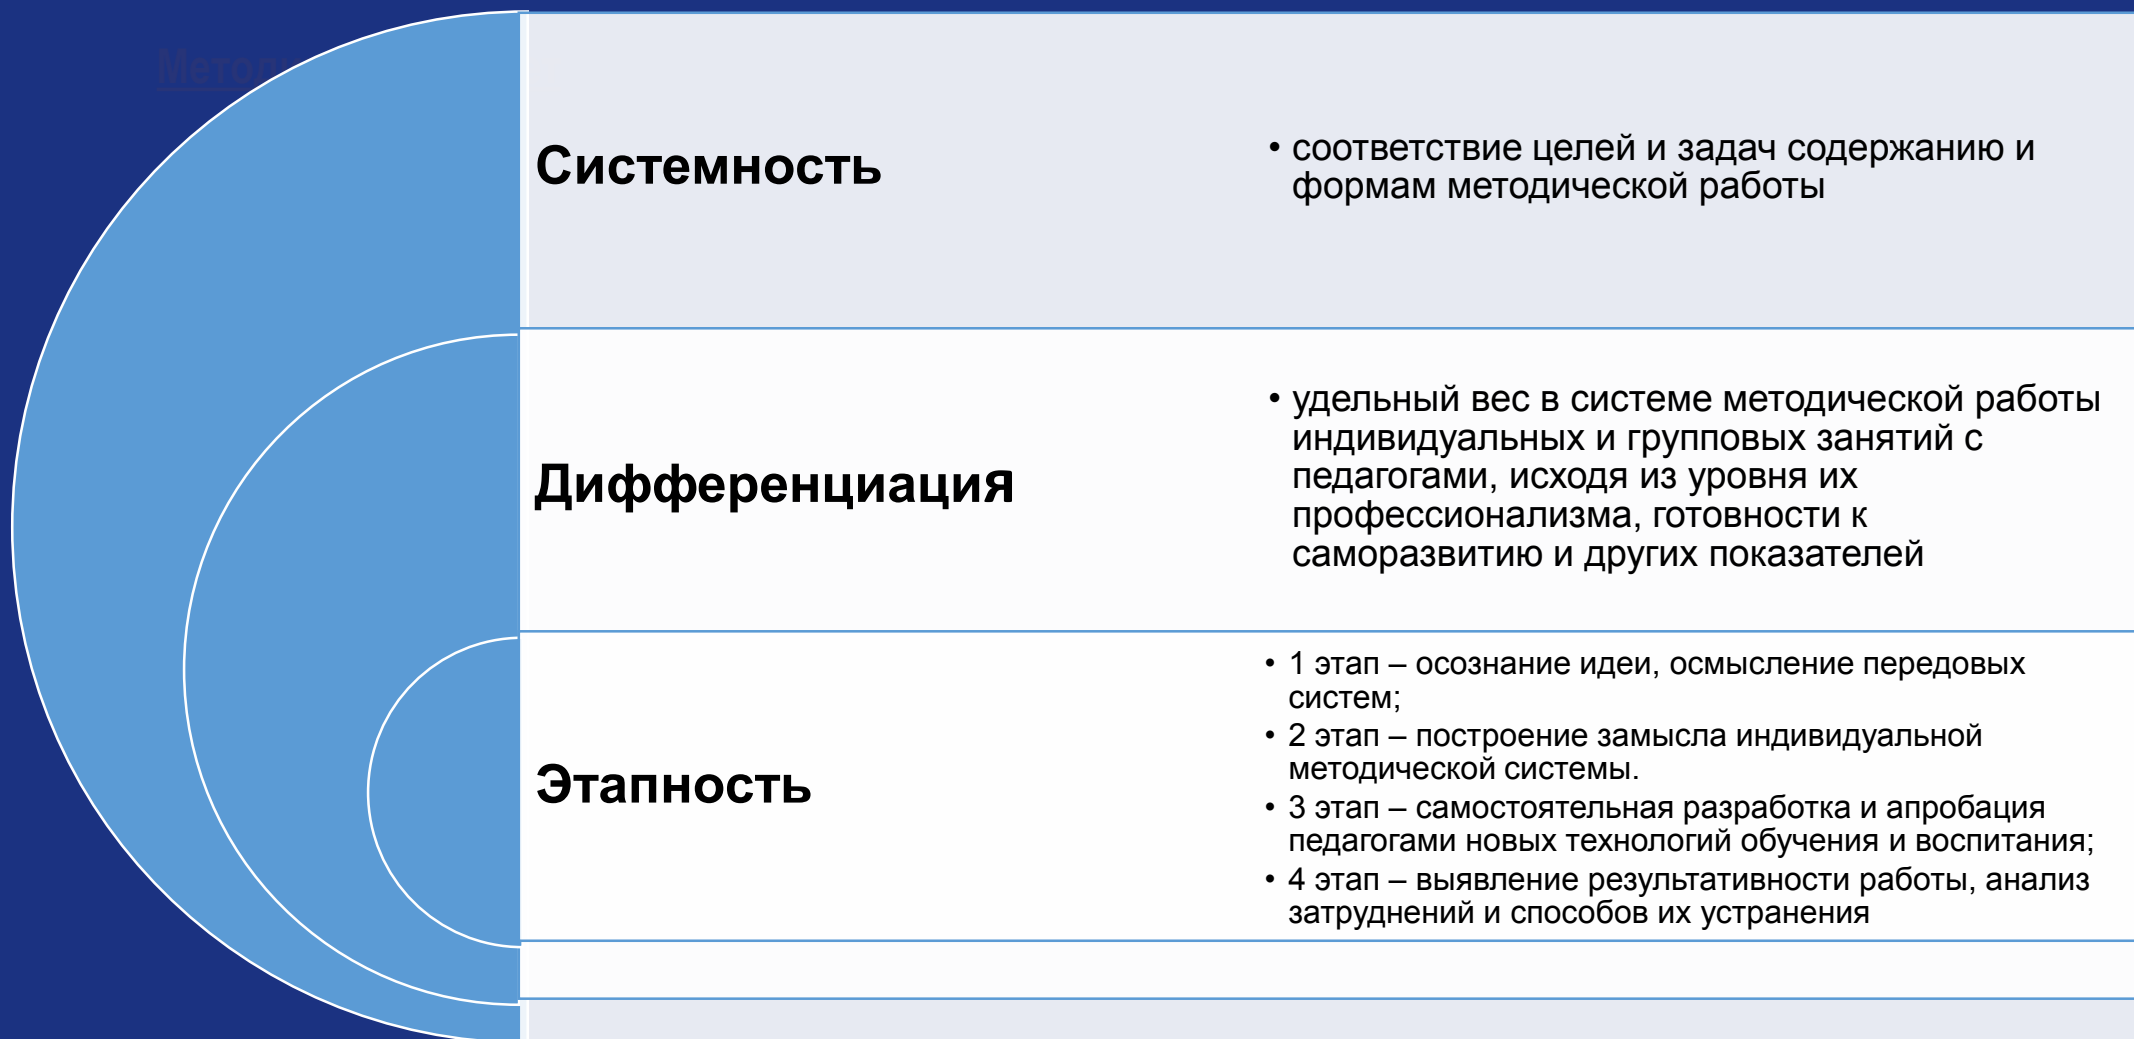 Системность
• соответствие целей и задач содержанию и
формам методической работы
Дифференциация
• удельный вес в системе методической работы
индивидуальных и групповых занятий с
педагогами, исходя из уровня их
профессионализма, готовности к
саморазвитию и других показателей
Этапность
• 1 этап – осознание идеи, осмысление передовых
систем;
• 2 этап – построение замысла индивидуальной
методической системы.
• 3 этап – самостоятельная разработка и апробация
педагогами новых технологий обучения и воспитания;
• 4 этап – выявление результативности работы, анализ
затруднений и способов их устранения